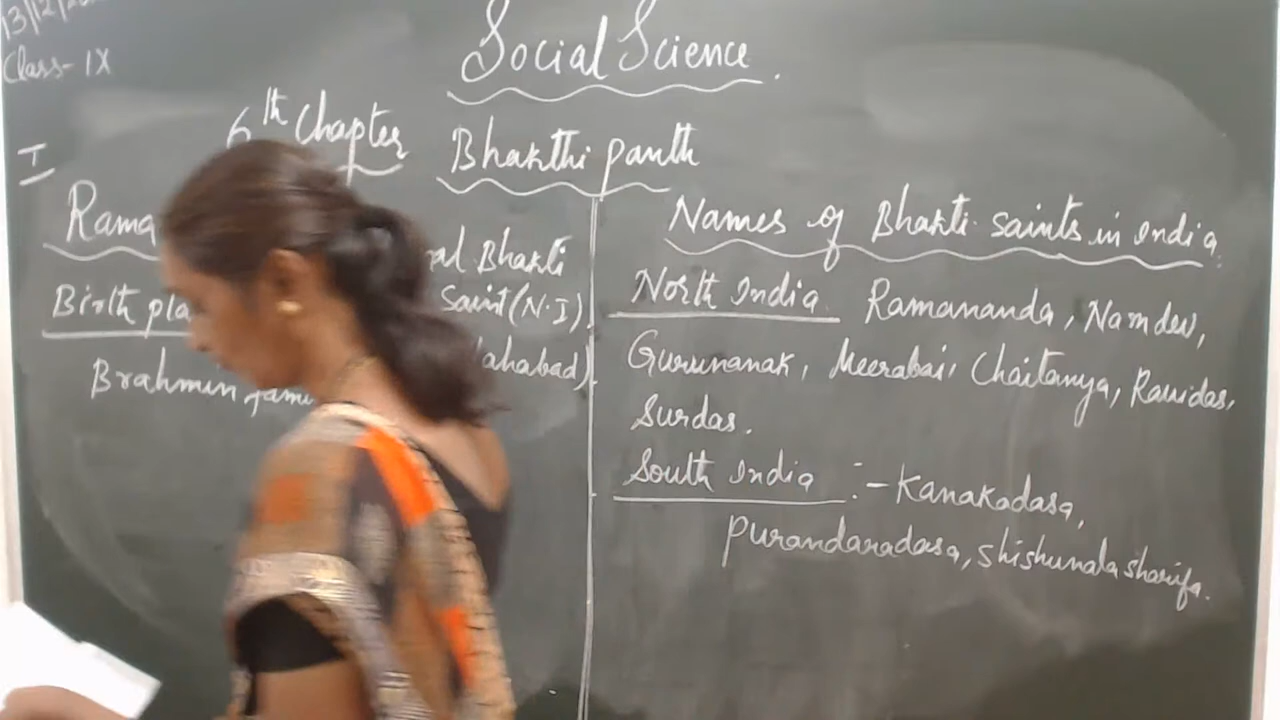 13/12/
Class- IX
Social Science.
6th Chapter Bhakthi panth
I
Rama
al Bhakti
Birth pla
Saint (N.I)
lahabad)
Brahmin fami
Names of Bhakti saints in India
North India Ramananda, Namdev,
Gurunanak, Meerabai, Chaitanya, Ravidas,
Surdas.
South India :- Kanakadasa,
Purandaradasa, Shishunala sharifa.